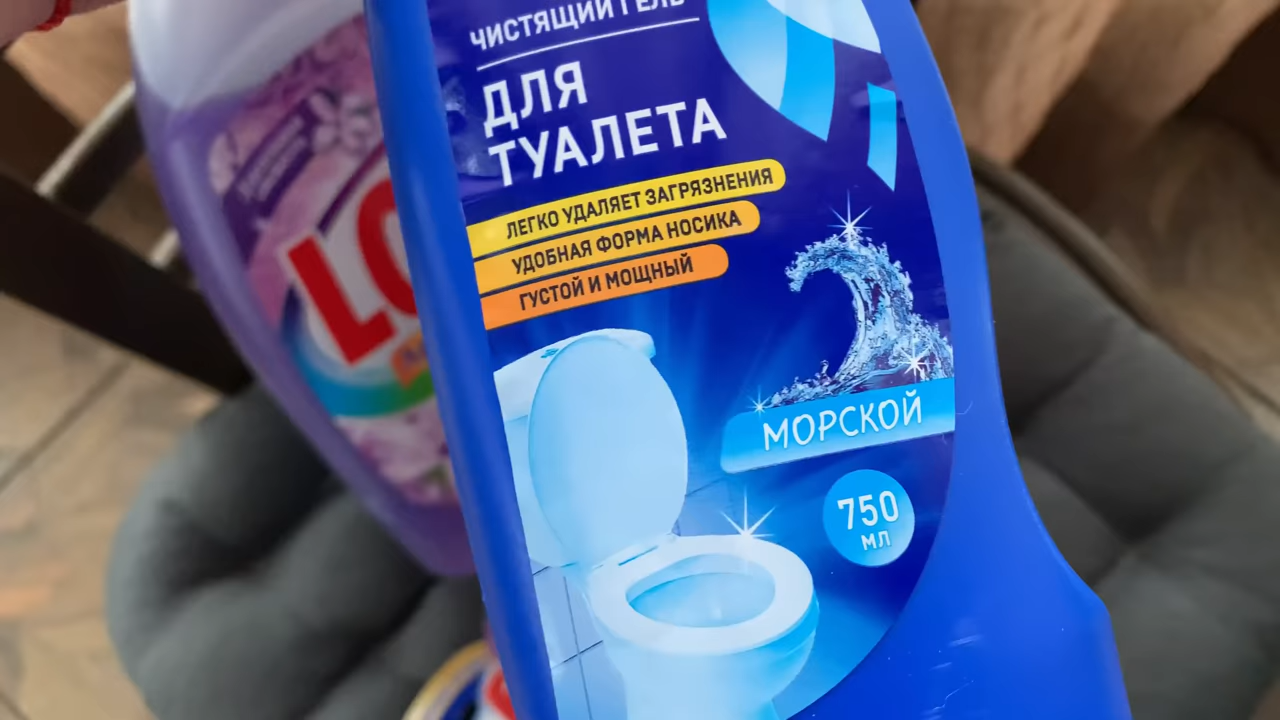 ЧИСТЯЩИЙ ГЕЛЬ
ДЛЯ
ТУАЛЕТА
ЛЕГКО УДАЛЯЕТ ЗАГРЯЗНЕНИЯ
УДОБНАЯ ФОРМА НОСИКА
ГУСТОЙ И МОЩНЫЙ
МОРСКОЙ
750
МЛ